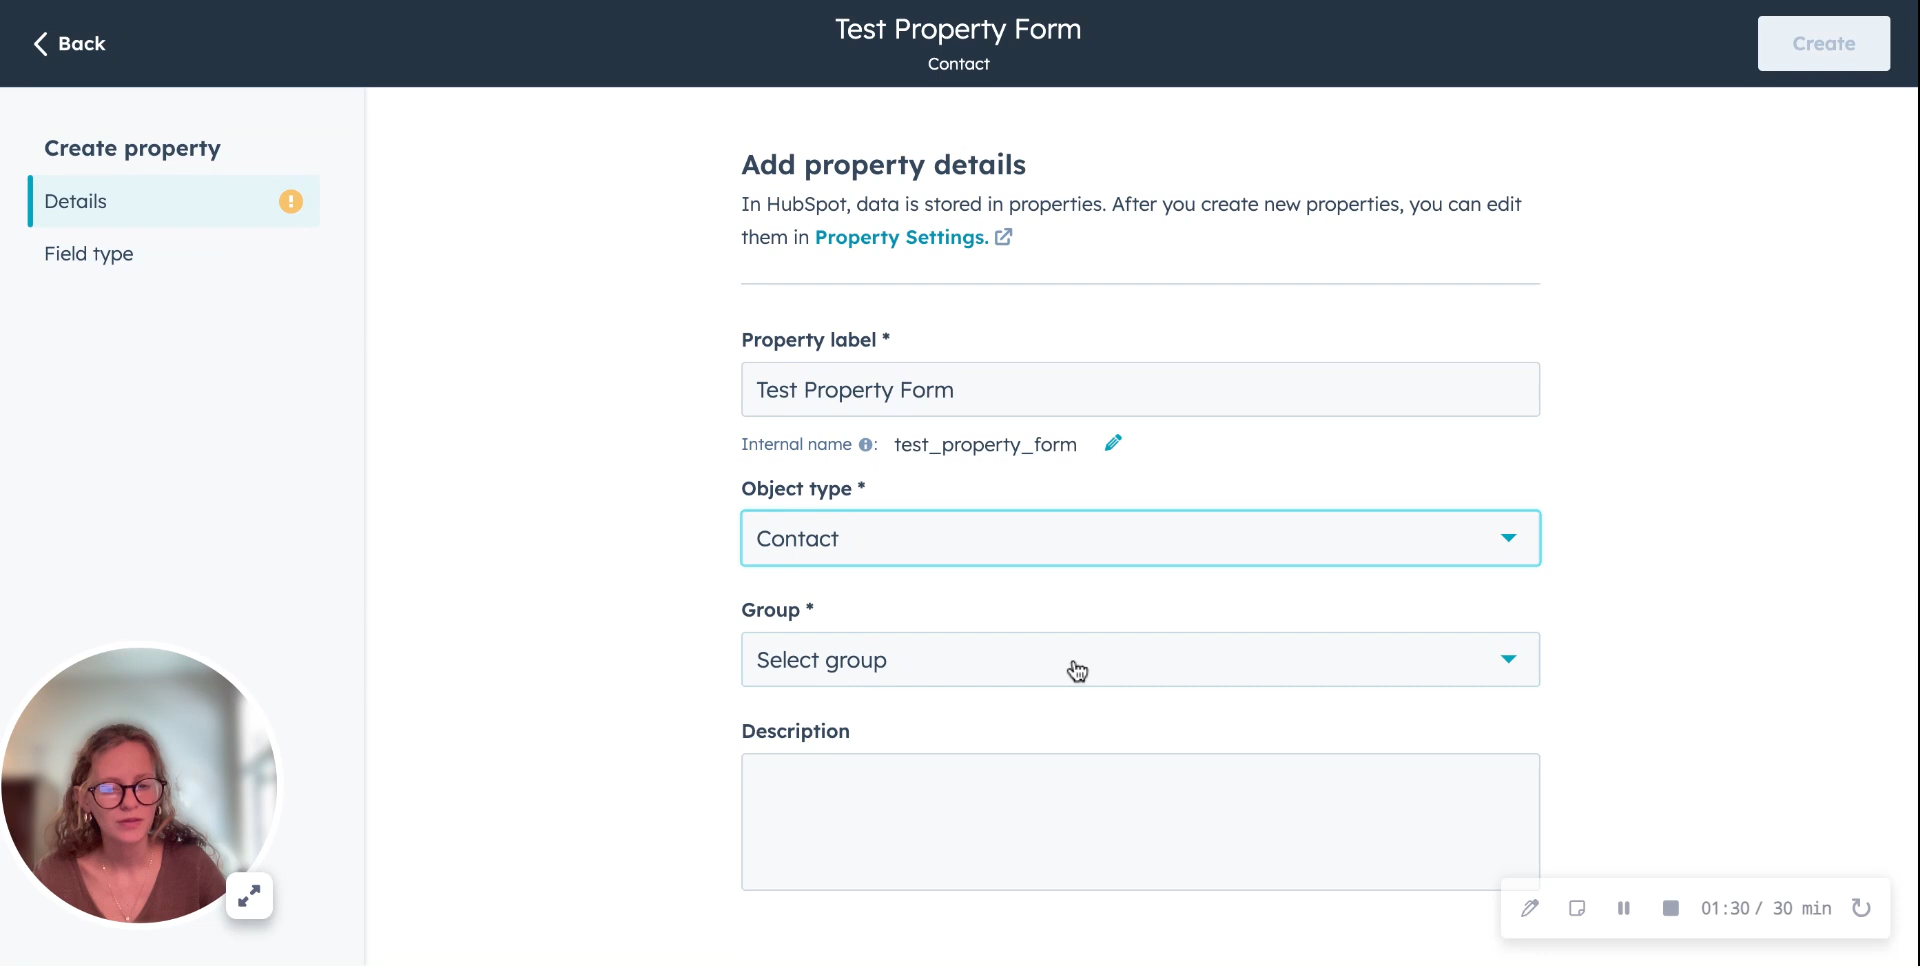 Back
Test Property Form
Contact
Create
Create property
Details
Field type
Add property details
In HubSpot, data is stored in properties. After you create new properties, you can edit
them in Property Settings.
Property label *
Test Property Form
Internal name : test_property_form
Object type *
Contact
Group *
Select group
Description
01:30 / 30 min